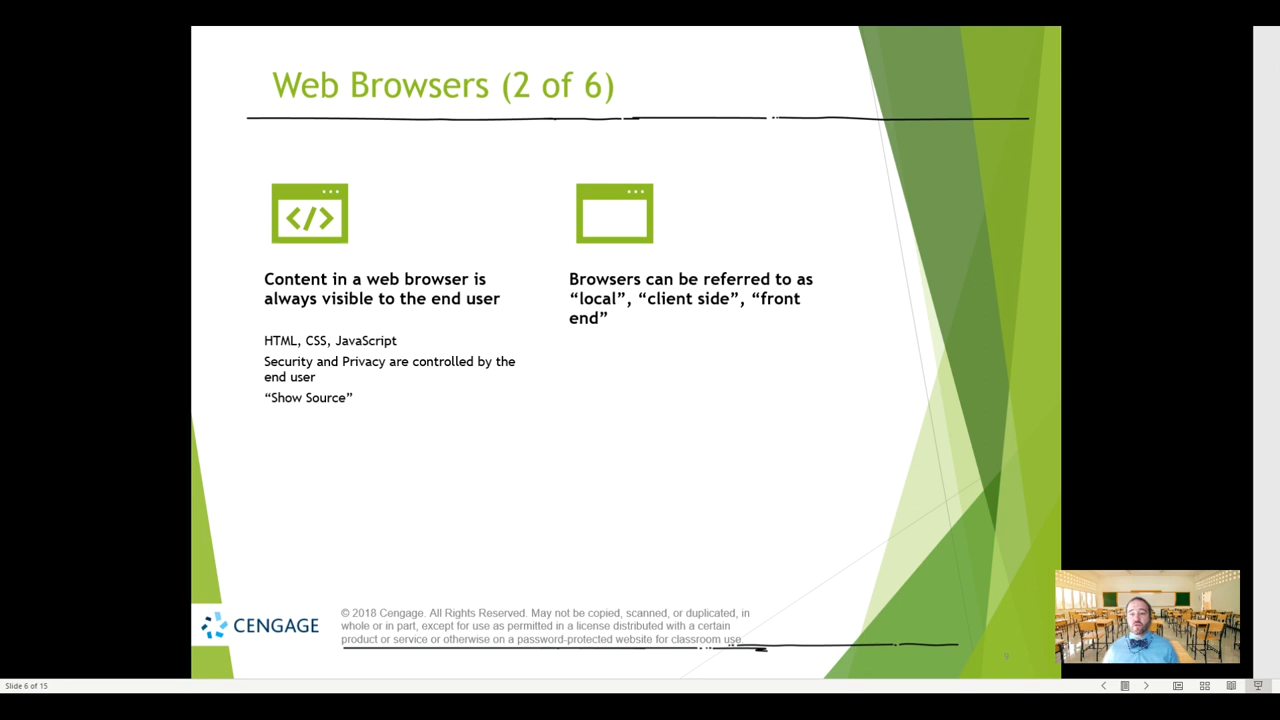 Web Browsers (2 of 6)
</>
Content in a web browser is
always visible to the end user
HTML, CSS, JavaScript
Security and Privacy are controlled by the
end user
“Show Source”
Browsers can be referred to as
“local”, “client side”, “front
end”
CENGAGE
© 2018 Cengage. All Rights Reserved. May not be copied, scanned, or duplicated, in
whole or in part, except for use as permitted in a license distributed with a certain
product or service or otherwise on a password-protected website for classroom use
9
Slide 6 of 15